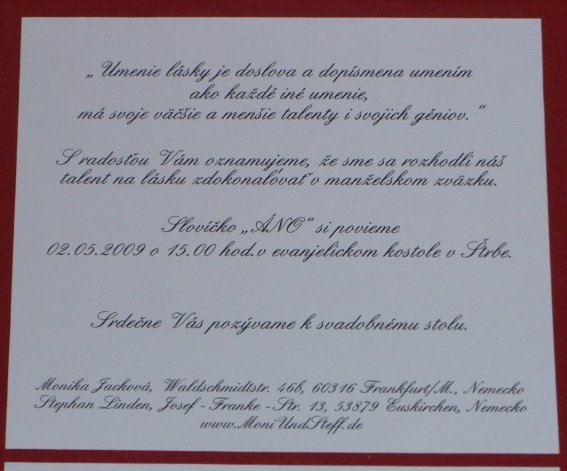 „Umenie lásky je doslova a dopísmena umením
ako každé iné umenie,
má svoje väčšie a menšie talenty i svojich géniov.“
S radosťou Vám oznamujeme, že sme sa rozhodli náš
talent na lásku zdokonaľovať v manželskom zväzku.
Slovíčko „ÁNO“ si povieme
02.05.2009 o 15.00 hod.v evanjelickom kostole v Štrbe.
Srdečne Vás pozývame k svadobnému stolu.
Monika Jacková, Waldschmidtstr. 46b, 60316 Frankfurt/M., Nemecko
Stephan Linden, Josef - Franke - Str. 13, 53879 Euskirchen, Nemecko
www.MoniUndSteff.de